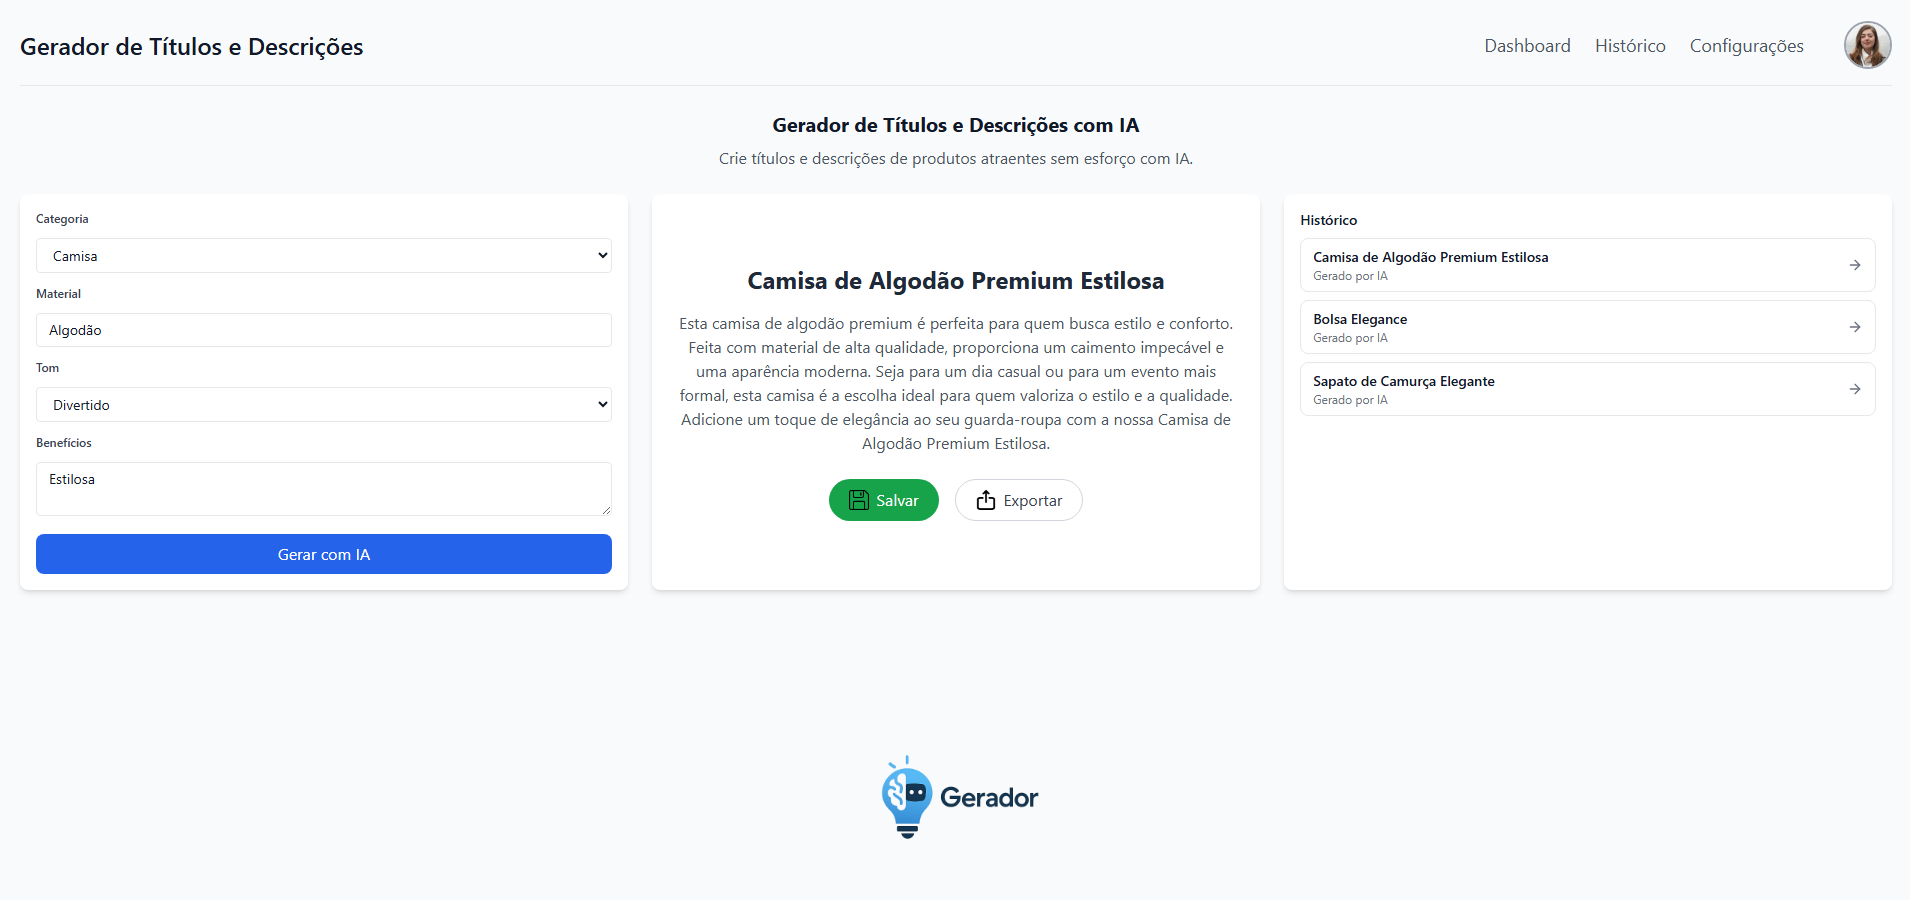 Gerador de Títulos e Descrições
Dashboard
Histórico
Configurações
Gerador de Títulos e Descrições com IA
Crie títulos e descrições de produtos atraentes sem esforço com IA.
Categoria
Camisa
Material
Algodão
Tom
Divertido
Benefícios
Estilosa
Gerar com IA
Camisa de Algodão Premium Estilosa
Esta camisa de algodão premium é perfeita para quem busca estilo e conforto.
Feita com material de alta qualidade, proporciona um caimento impecável e
uma aparência moderna. Seja para um dia casual ou para um evento mais
formal, esta camisa é a escolha ideal para quem valoriza o estilo e a qualidade.
Adicione um toque de elegância ao seu guarda-roupa com a nossa Camisa de
Algodão Premium Estilosa.
Salvar
Exportar
Histórico
Camisa de Algodão Premium Estilosa
Gerado por IA
Bolsa Elegance
Gerado por IA
Sapato de Camurça Elegante
Gerado por IA
Gerador